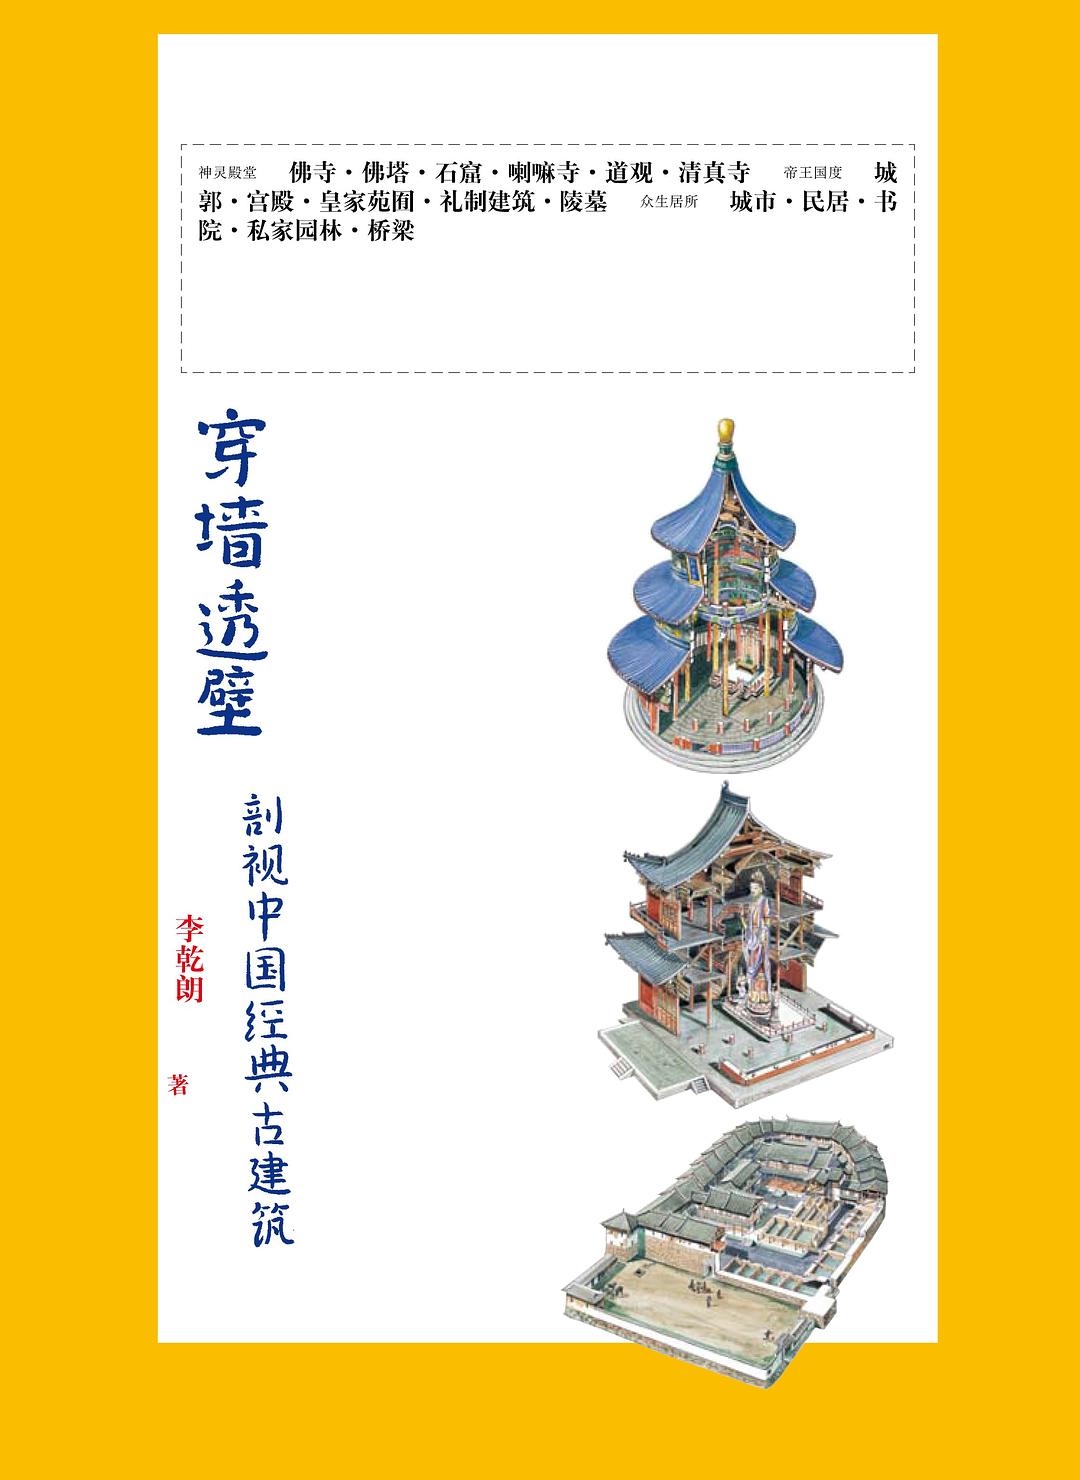 神灵殿堂 佛寺·佛塔·石窟·喇嘛寺·道观·清真寺 帝王国度 城
郭·宫殿·皇家苑囿·礼制建筑·陵墓 众生居所 城市·民居·书
院·私家园林·桥梁
穿墙透壁
剖视中国经典古建筑
李乾朗
著